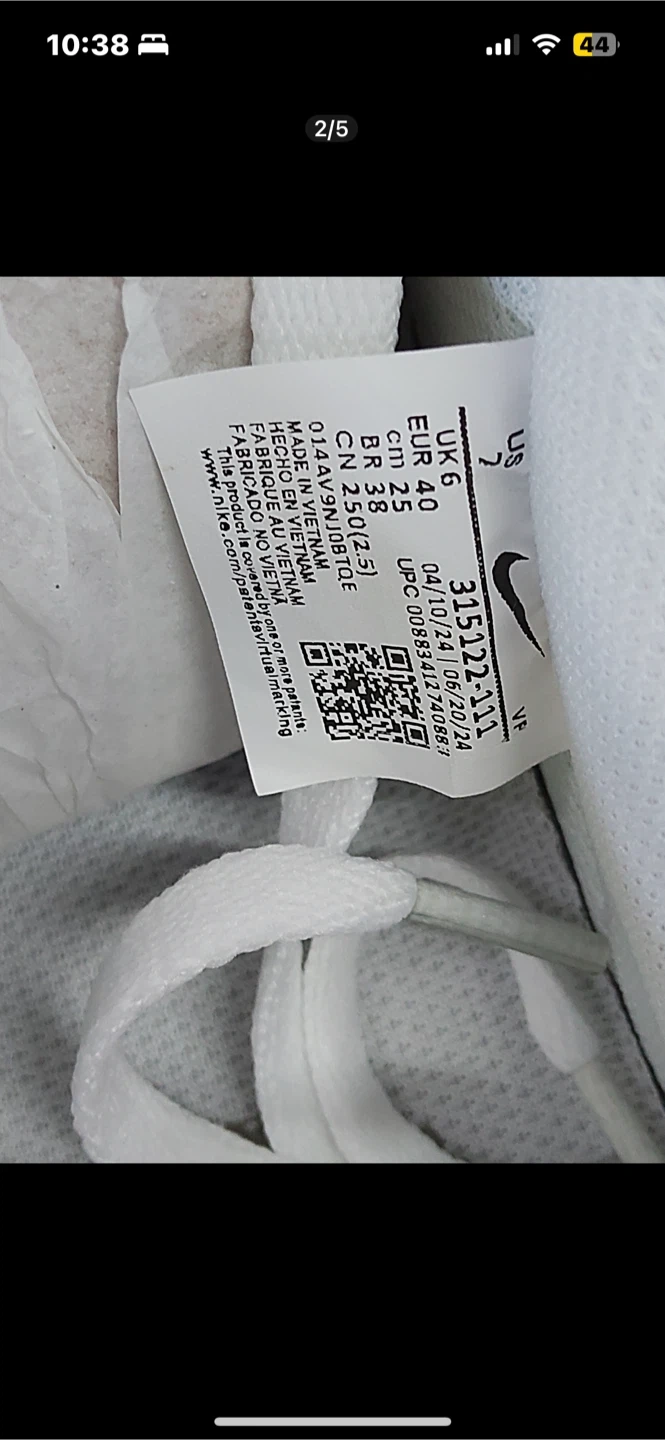 10:38
44
2/5
US 7
VF
UK 6
315122-111
EUR 40
04/10/24 | 06/20/24
cm 25
UPC 00883412740883
BR 38
CN 250(2.5)
014AV9NJ0BTQE
MADE IN VIETNAM
HECHO EN VIETNAM
FABRIQUE AU VIETNAM
FABRICADO NO VIETNÃ
This product is covered by one or more patents:
www.nike.com/patentsvirtualmarking